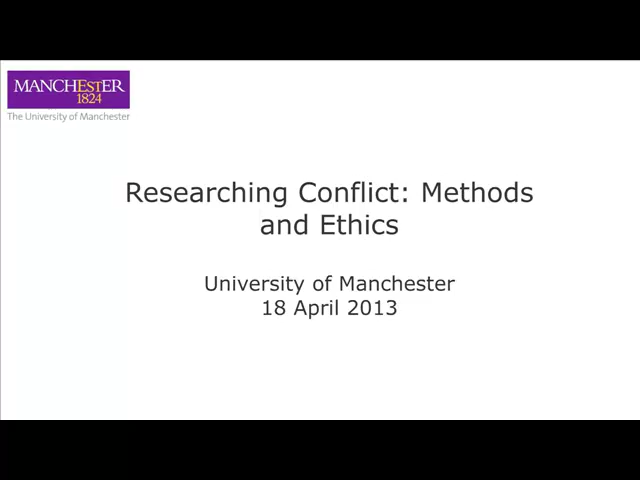 MANCHESTER
1824
The University of Manchester
Researching Conflict: Methods
and Ethics
University of Manchester
18 April 2013